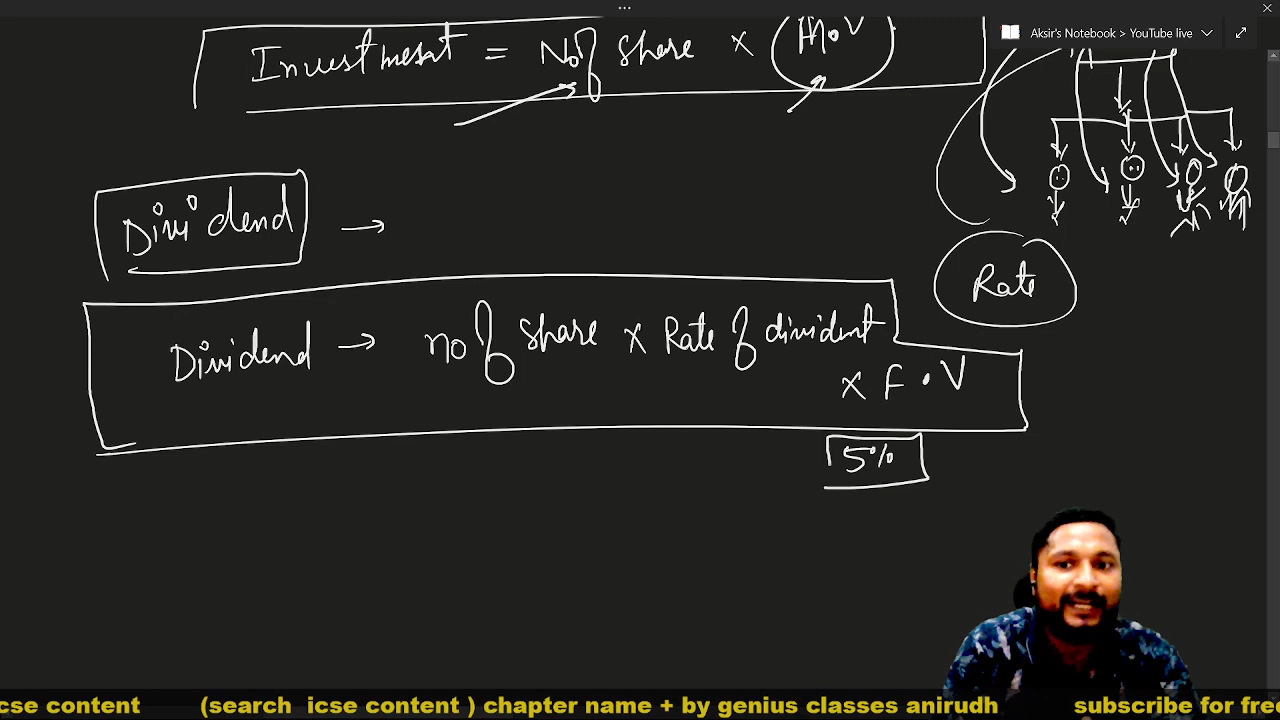 Investment = No of Share × M.V
Aksir's Notebook > YouTube live
Dividend →
Rate
Dividend → no of Share × Rate of divident
× F.V
5%
cse content (search icse content ) chapter name + by genius classes anirudh subscribe for free